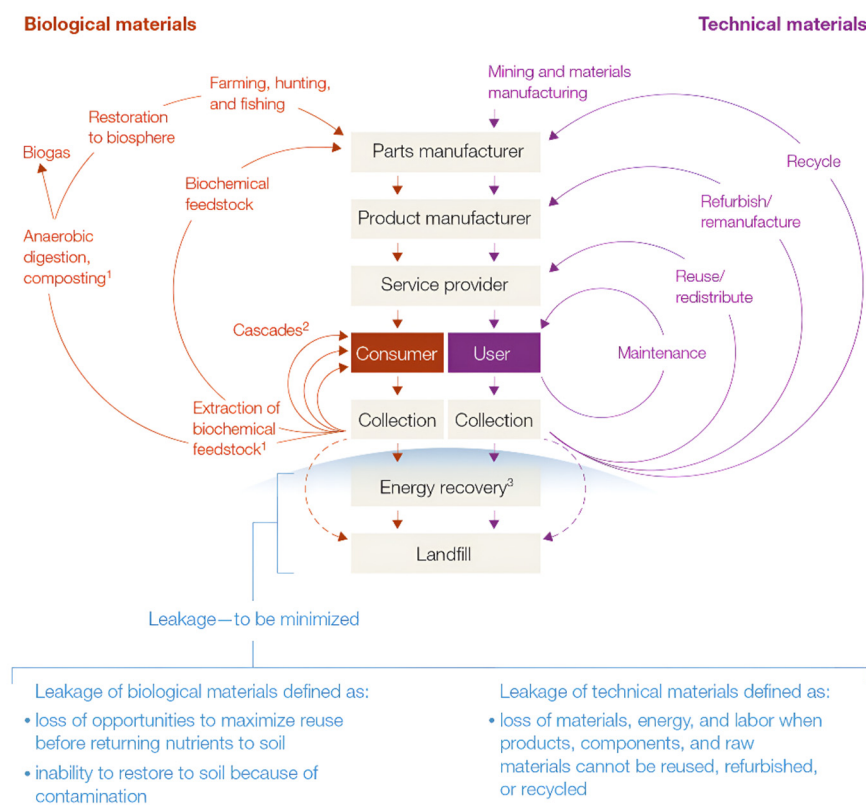 Biological materials
Technical materials
Farming, hunting,
and fishing
Mining and materials
manufacturing
Restoration
to biosphere
Biogas
Parts manufacturer
Recycle
Biochemical
feedstock
Product manufacturer
Refurbish/
remanufacture
Anaerobic
digestion,
composting¹
Service provider
Reuse/
redistribute
Cascades²
Consumer
User
Maintenance
Extraction of
biochemical
feedstock¹
Collection
Collection
Energy recovery³
Landfill
Leakage—to be minimized
Leakage of biological materials defined as:
• loss of opportunities to maximize reuse
before returning nutrients to soil
• inability to restore to soil because of
contamination
Leakage of technical materials defined as:
• loss of materials, energy, and labor when
products, components, and raw
materials cannot be reused, refurbished,
or recycled